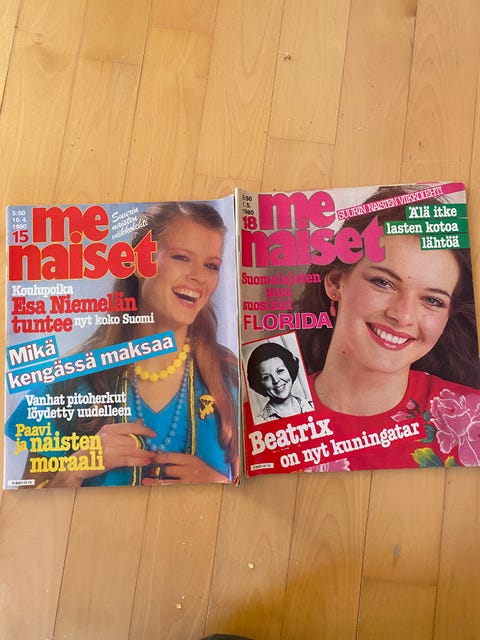 5:50
10.4.
1980
15
me
naiset
Suurin
naisten
viikkolehti
Koulupoika
Esa Niemelän
tuntee nyt koko Suomi
Mikä
kengässä maksaa
Vanhat pitoherkut
löydetty uudelleen
Paavi
ja naisten
moraali
5:50
1.5.
1980
18
me
naiset
SUURIN NAISTEN VIIKKOLEHTI
Älä itke
lasten kotoa
lähtöä
Suomalaisten
uusi
suosikki
FLORIDA
Beatrix
on nyt kuningatar